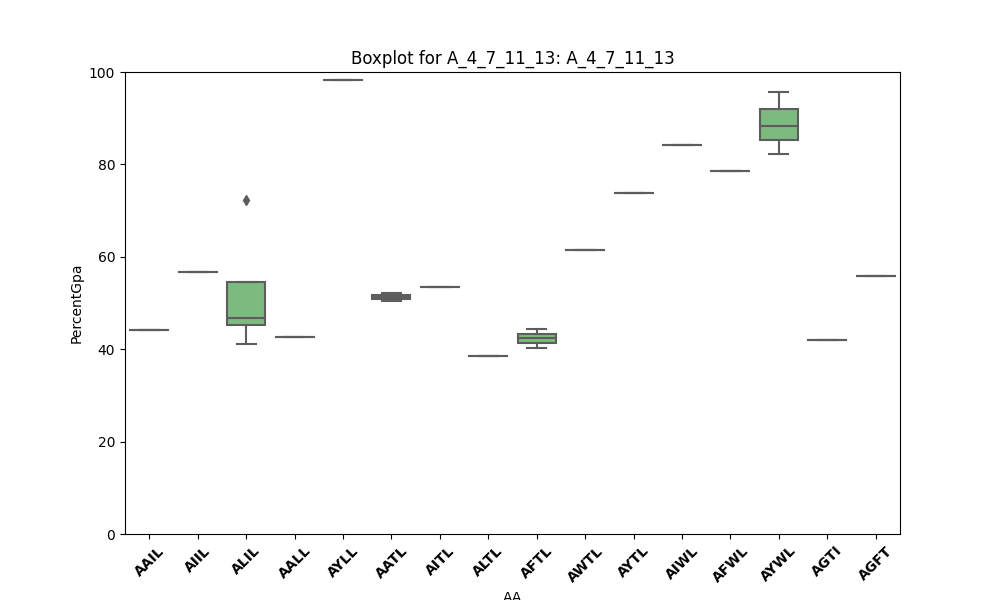 Boxplot for A_4_7_11_13: A_4_7_11_13
100
80
60
40
20
0
PercentGpa
AAIL AIIL ALIL AALL AYLL AATL AITL ALTL AFTL AWTL AYTL AIWL AFWL AYWL AGTI AGFT
AA